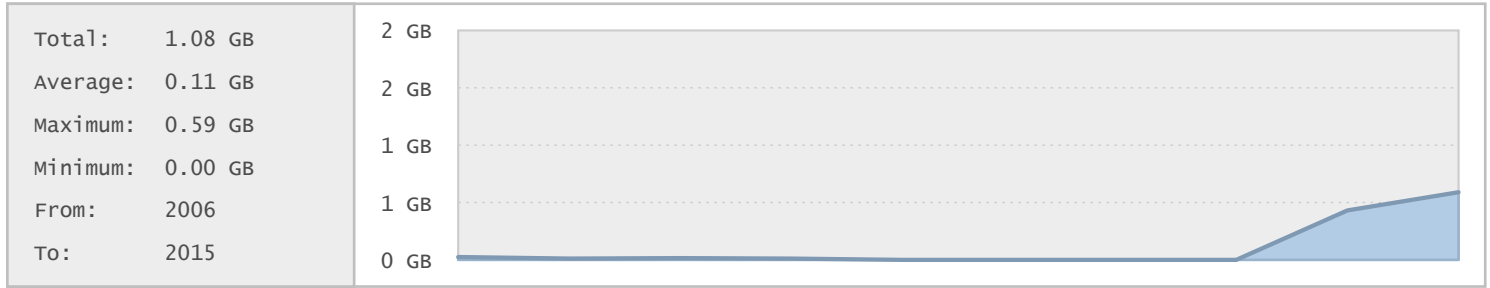 Total: 1.08 GB
Average: 0.11 GB
Maximum: 0.59 GB
Minimum: 0.00 GB
From: 2006
To: 2015
2 GB
2 GB
1 GB
1 GB
0 GB